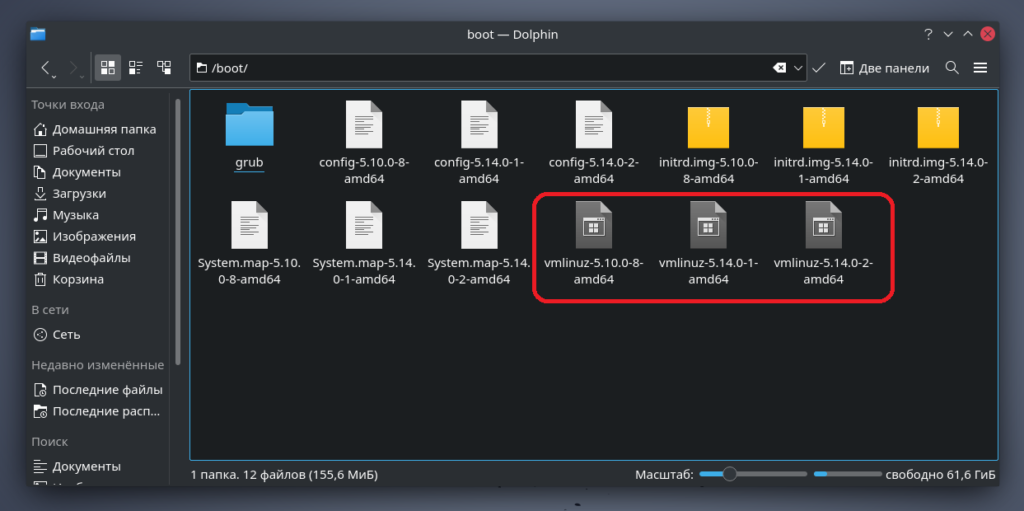 boot — Dolphin
/boot/
Две панели
Точки входа
Домашняя папка
Рабочий стол
Документы
Загрузки
Музыка
Изображения
Видеофайлы
Корзина
В сети
Сеть
Недавно изменённые
Последние файлы
Последние расп...
Поиск
Документы
grub
config-5.10.0-8-
amd64
config-5.14.0-1-
amd64
config-5.14.0-2-
amd64
initrd.img-5.10.0-
8-amd64
initrd.img-5.14.0-
1-amd64
initrd.img-5.14.0-
2-amd64
System.map-5.10.
0-8-amd64
System.map-5.14.
0-1-amd64
System.map-5.14.
0-2-amd64
vmlinuz-5.10.0-8-
amd64
vmlinuz-5.14.0-1-
amd64
vmlinuz-5.14.0-2-
amd64
1 папка. 12 файлов (155,6 МиБ)
Масштаб:
свободно 61,6 ГиБ